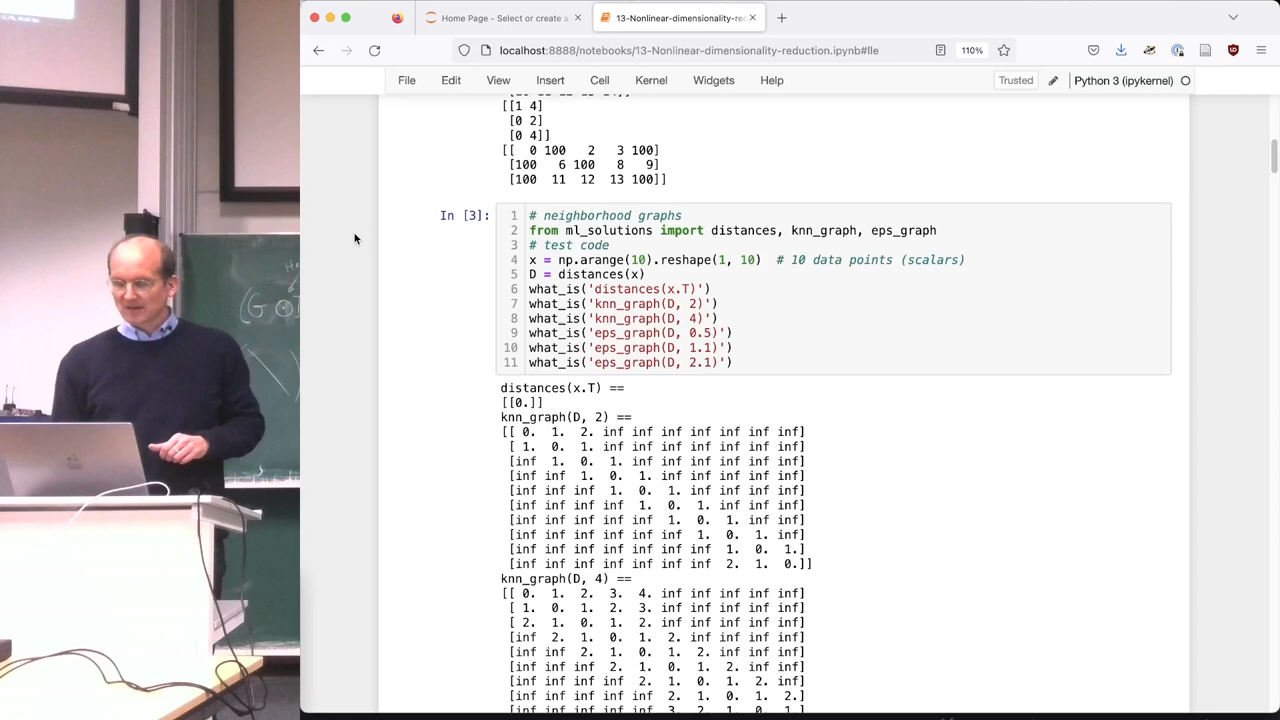 Home Page - Select or create a
13-Nonlinear-dimensionality-re
localhost:8888/notebooks/13-Nonlinear-dimensionality-reduction.ipynb#lle
110%
File Edit View Insert Cell Kernel Widgets Help
Trusted
Python 3 (ipykernel)
[[1 4]
[0 2]
[0 4]]
[[ 0 100 2 3 100]
[100 6 100 8 9]
[100 11 12 13 100]]
In [3]:
1 # neighborhood graphs
2 from ml_solutions import distances, knn_graph, eps_graph
3 # test code
4 x = np.arange(10).reshape(1, 10) # 10 data points (scalars)
5 D = distances(x)
6 what_is('distances(x.T)')
7 what_is('knn_graph(D, 2)')
8 what_is('knn_graph(D, 4)')
9 what_is('eps_graph(D, 0.5)')
10 what_is('eps_graph(D, 1.1)')
11 what_is('eps_graph(D, 2.1)')
distances(x.T) ==
[[0.]]
knn_graph(D, 2) ==
[[ 0. 1. 2. inf inf inf inf inf inf inf]
[ 1. 0. 1. inf inf inf inf inf inf inf]
[inf 1. 0. 1. inf inf inf inf inf inf]
[inf inf 1. 0. 1. inf inf inf inf inf]
[inf inf inf 1. 0. 1. inf inf inf inf]
[inf inf inf inf 1. 0. 1. inf inf inf]
[inf inf inf inf inf 1. 0. 1. inf inf]
[inf inf inf inf inf inf 1. 0. 1. inf]
[inf inf inf inf inf inf inf 1. 0. 1.]
[inf inf inf inf inf inf inf 2. 1. 0.]]
knn_graph(D, 4) ==
[[ 0. 1. 2. 3. 4. inf inf inf inf inf]
[ 1. 0. 1. 2. 3. inf inf inf inf inf]
[ 2. 1. 0. 1. 2. inf inf inf inf inf]
[inf 2. 1. 0. 1. 2. inf inf inf inf]
[inf inf 2. 1. 0. 1. 2. inf inf inf]
[inf inf inf 2. 1. 0. 1. 2. inf inf]
[inf inf inf inf 2. 1. 0. 1. 2. inf]
[inf inf inf inf inf 2. 1. 0. 1. 2.]
[inf inf inf inf inf 3. 2. 1. 0. 1.]